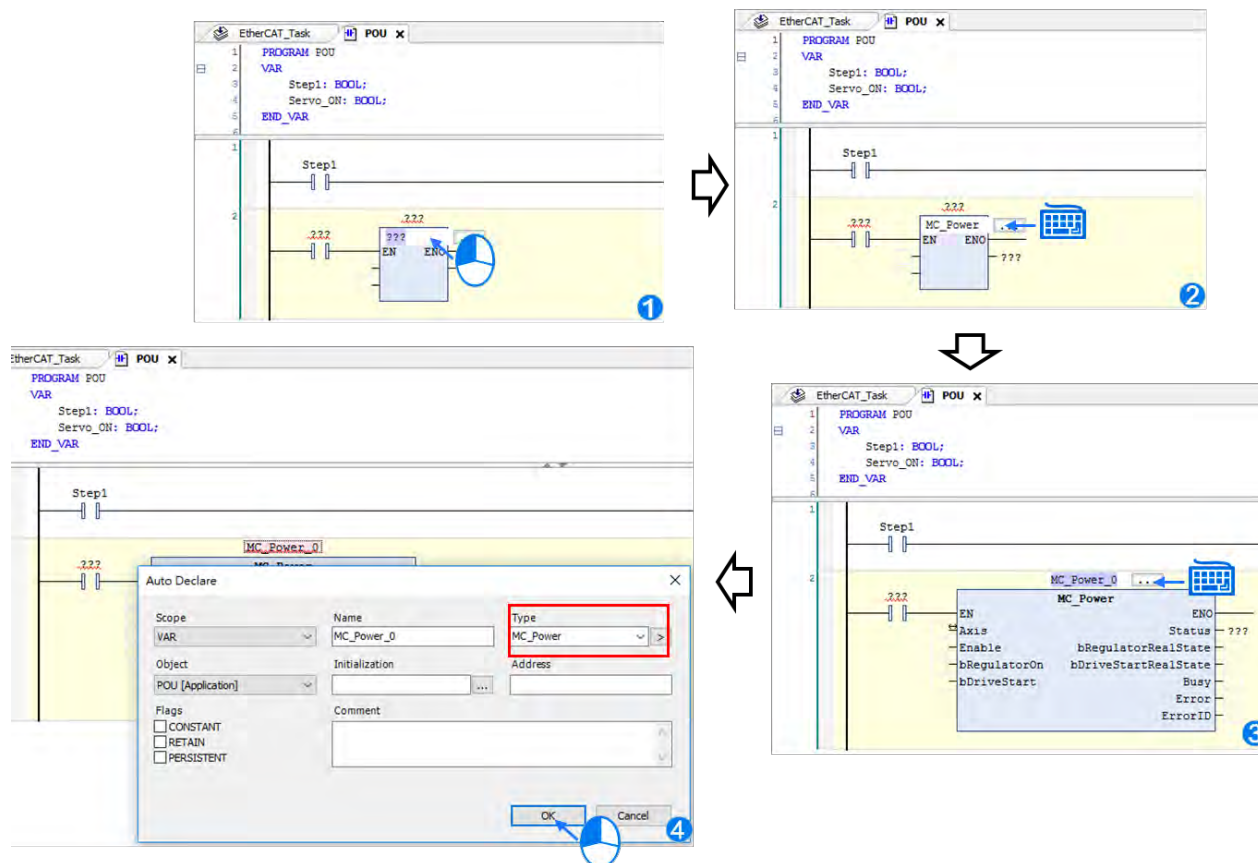 EtherCAT_Task POU x
1 PROGRAM POU
2 VAR
3 Step1: BOOL;
4 Servo_ON: BOOL;
5 END_VAR
6
1
Step1
2
???
??? ???
EN ENO
1
EtherCAT_Task POU x
1 PROGRAM POU
2 VAR
3 Step1: BOOL;
4 Servo_ON: BOOL;
5 END_VAR
6
1
Step1
2
???
??? MC_Power
EN ENO
???
2
EtherCAT_Task POU x
1 PROGRAM POU
2 VAR
3 Step1: BOOL;
4 Servo_ON: BOOL;
5 END_VAR
6
1
Step1
2
MC_Power_0 ...
??? MC_Power
EN ENO
Axis Status ???
Enable bRegulatorRealState
bRegulatorOn bDriveStartRealState
bDriveStart Busy
Error
ErrorID
3
EtherCAT_Task POU x
PROGRAM POU
VAR
Step1: BOOL;
Servo_ON: BOOL;
END_VAR
Step1
MC_Power_0
??? MC_Power
Auto Declare
Scope Name Type
VAR MC_Power_0 MC_Power >
Object Initialization Address
POU [Application] ...
Flags Comment
CONSTANT
RETAIN
PERSISTENT
OK Cancel
4